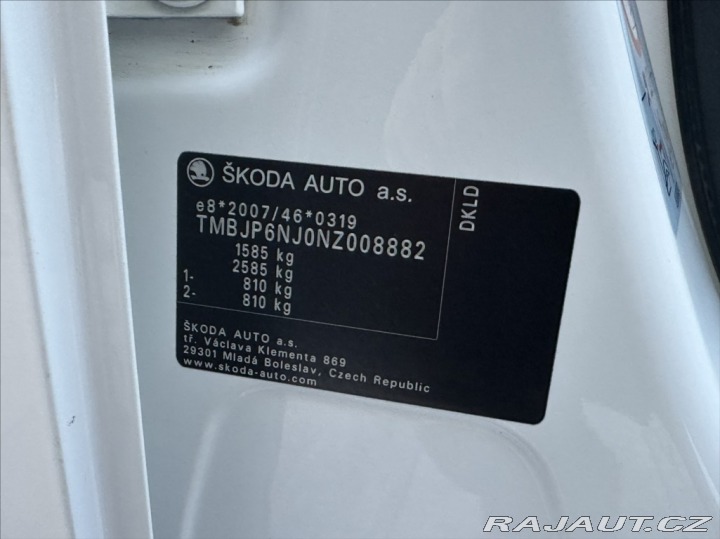 ŠKODA AUTO a.s.
DKLD
e8*2007/46*0319
TMBJP6NJ0NZ008882
1585 kg
2585 kg
1- 810 kg
2- 810 kg
ŠKODA AUTO a.s.
tř. Václava Klementa 869
29301 Mladá Boleslav, Czech Republic
www.skoda-auto.com
RAJAUT.CZ